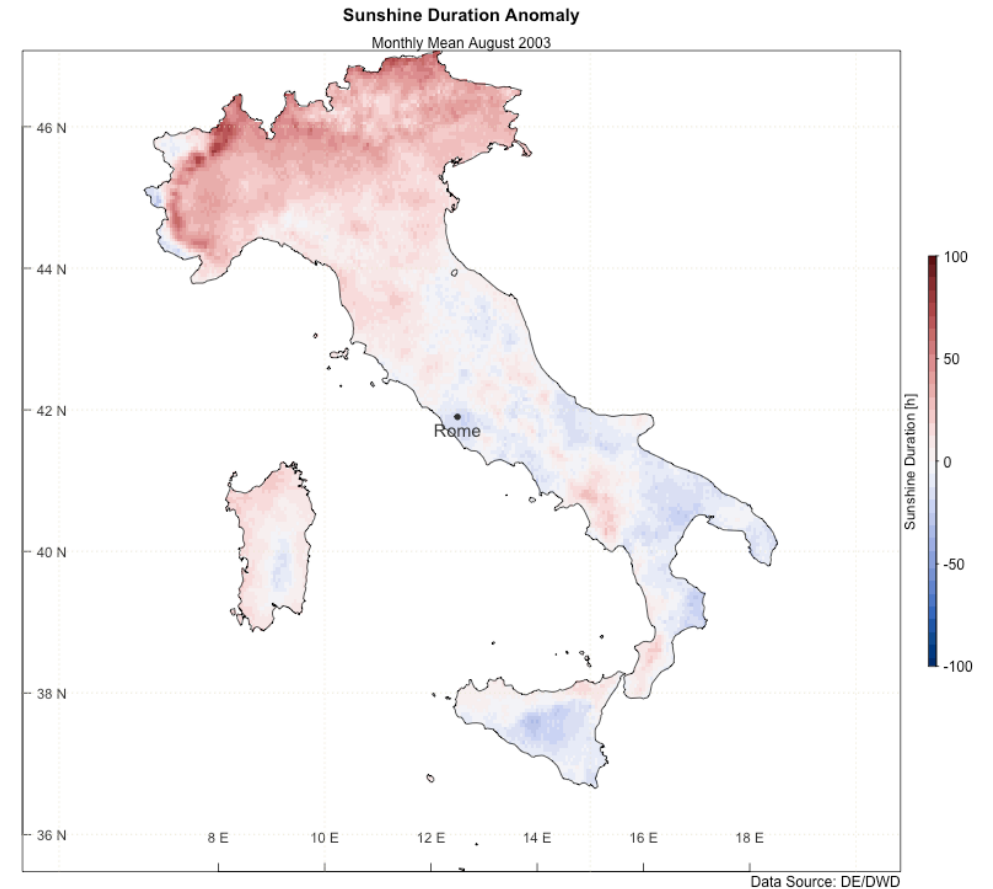 Sunshine Duration Anomaly
Monthly Mean August 2003
46 N
44 N
42 N
40 N
38 N
36 N
Rome
8 E
10 E
12 E
14 E
16 E
18 E
100
50
0
-50
-100
Sunshine Duration [h]
Data Source: DE/DWD